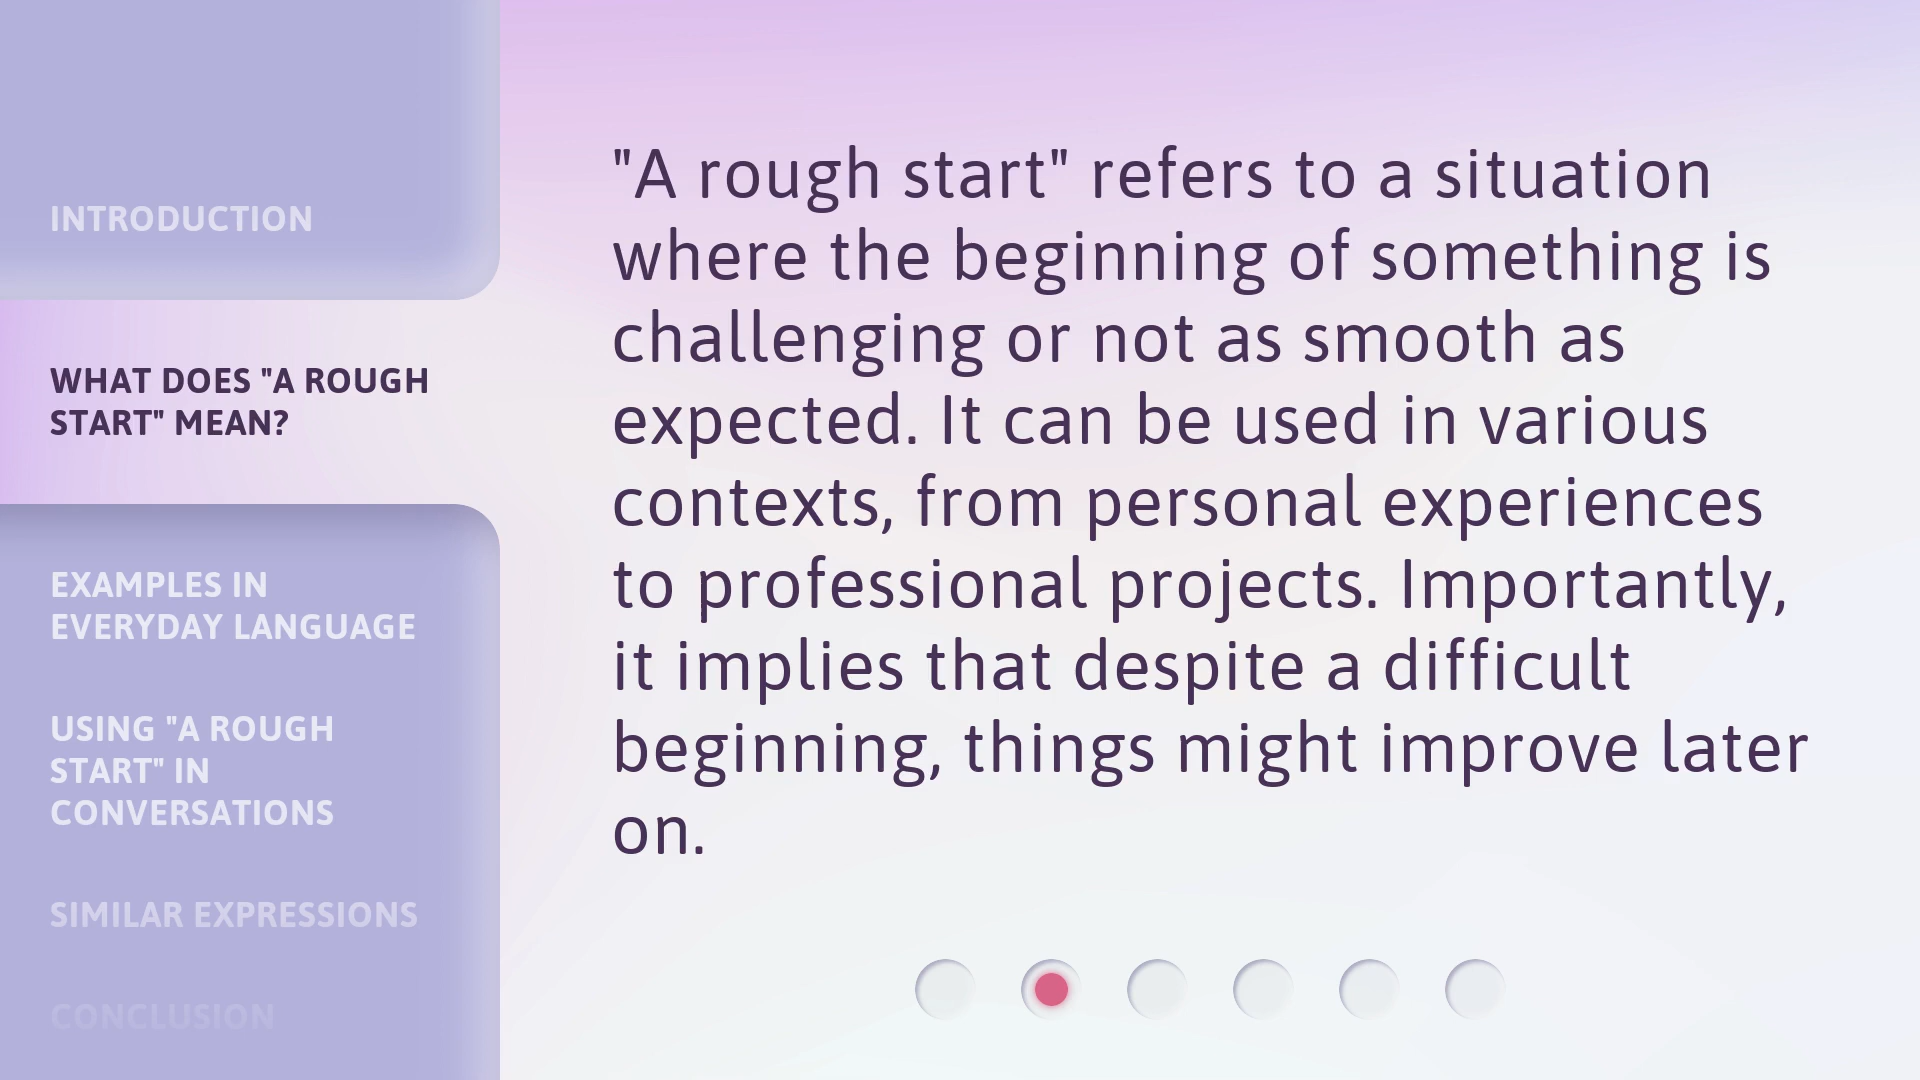 INTRODUCTION
WHAT DOES "A ROUGH
START" MEAN?
EXAMPLES IN
EVERYDAY LANGUAGE
USING "A ROUGH
START" IN
CONVERSATIONS
SIMILAR EXPRESSIONS
CONCLUSION
"A rough start" refers to a situation
where the beginning of something is
challenging or not as smooth as
expected. It can be used in various
contexts, from personal experiences
to professional projects. Importantly,
it implies that despite a difficult
beginning, things might improve later
on.